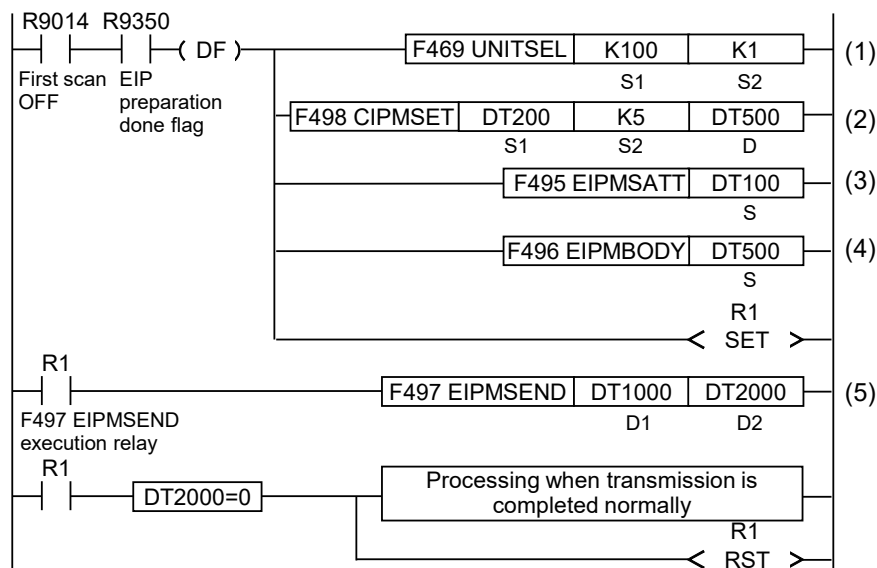 R9014 R9350
( DF )
F469 UNITSEL K100 K1 (1)
First scan OFF
EIP preparation done flag
S1 S2
F498 CIPMSET DT200 K5 DT500 (2)
S1 S2 D
F495 EIPMSATT DT100 (3)
S
F496 EIPMBODY DT500 (4)
S
R1
< SET >
R1
F497 EIPMSEND DT1000 DT2000 (5)
F497 EIPMSEND
execution relay
D1 D2
R1
DT2000=0
Processing when transmission is
completed normally
R1
< RST >